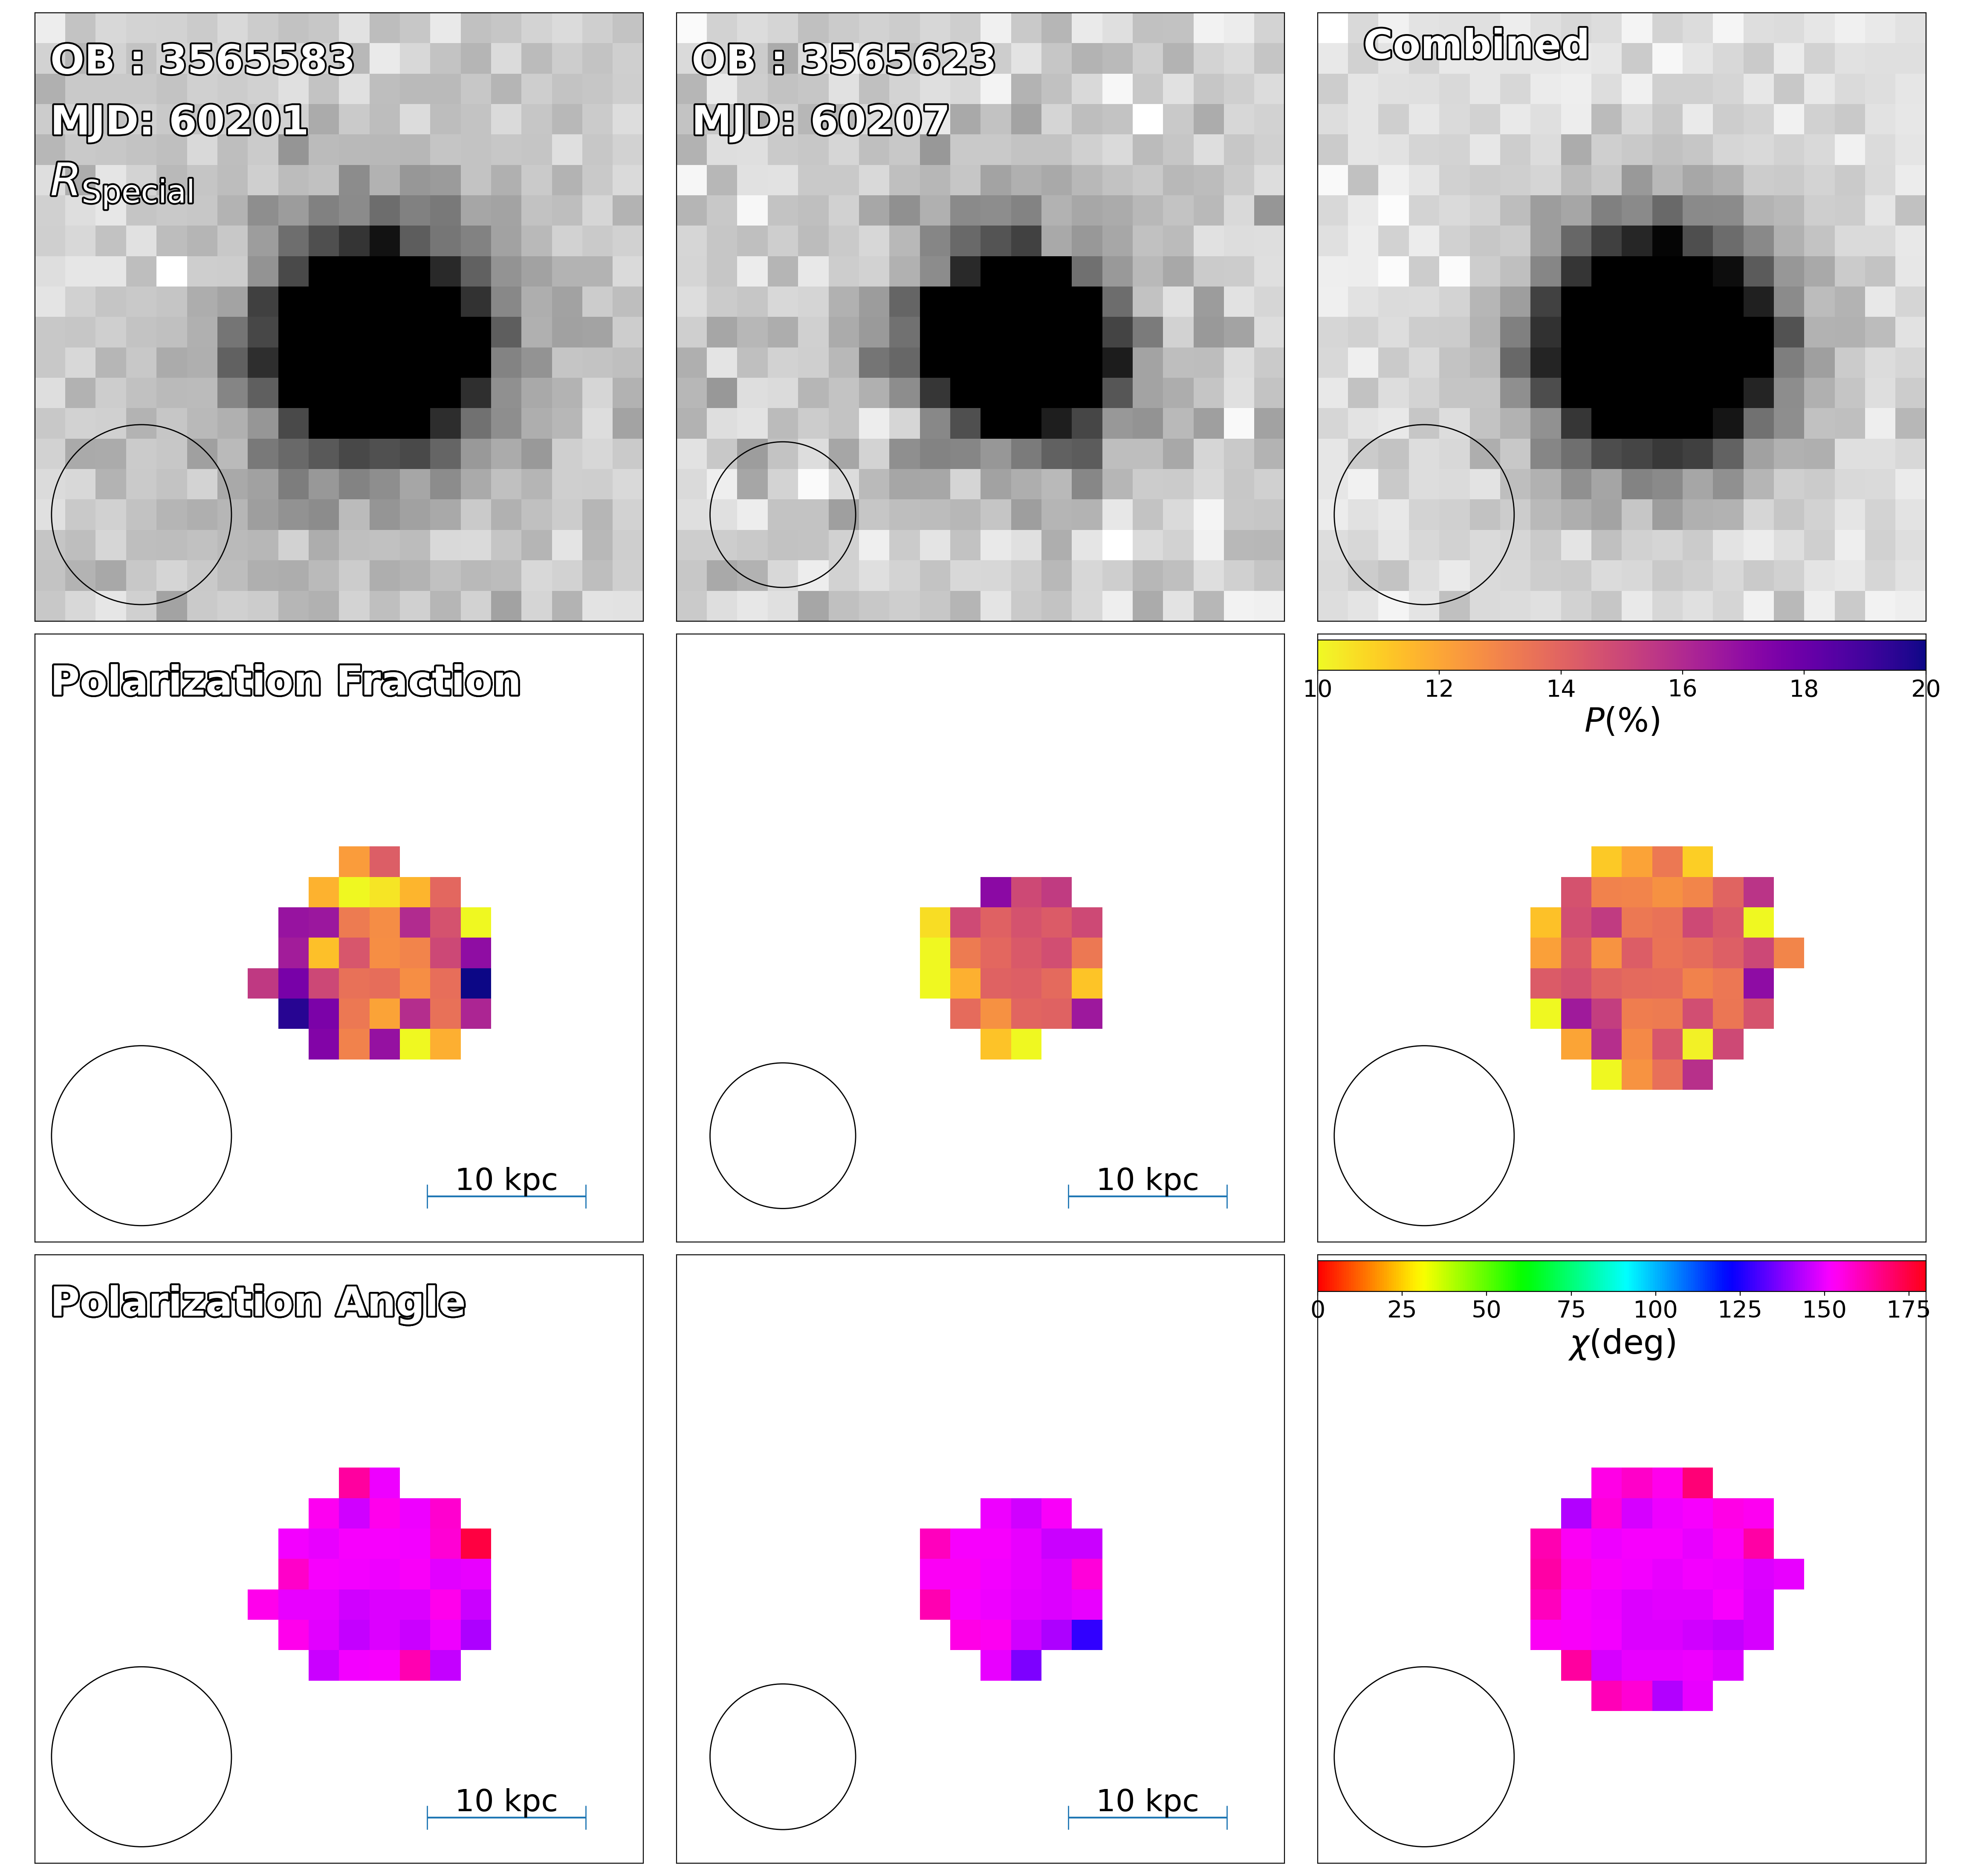 OB : 3565583
MJD: 60201
R_Special
OB : 3565623
MJD: 60207
Combined
Polarization Fraction
10 12 14 16 18 20
P(%)
10 kpc
10 kpc
Polarization Angle
0 25 50 75 100 125 150 175
χ(deg)
10 kpc
10 kpc